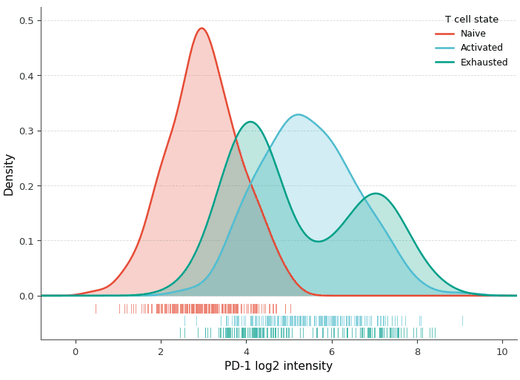 T cell state
Naive
Activated
Exhausted
0.5
0.4
0.3
0.2
0.1
0.0
Density
0 2 4 6 8 10
PD-1 log2 intensity